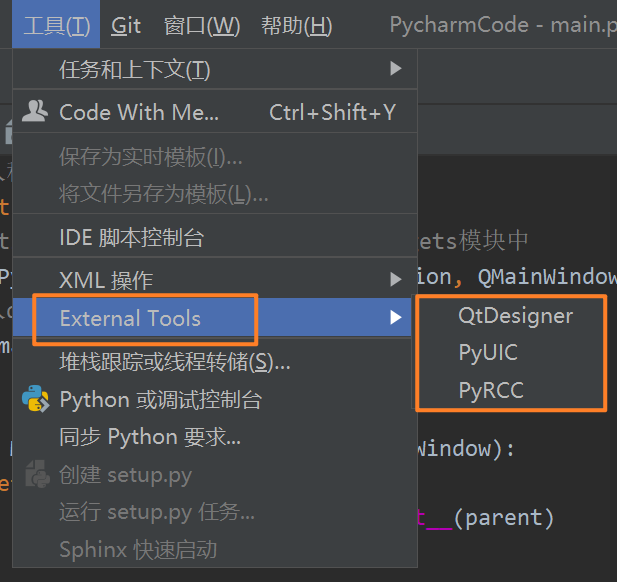 工具(T) Git 窗口(W) 帮助(H) PycharmCode - main.p
任务和上下文(T)
Code With Me... Ctrl+Shift+Y
保存为实时模板(I)...
将文件另存为模板(L)...
IDE 脚本控制台 ets模块中
XML 操作 ion, QMainWindow
External Tools QtDesigner
PyUIC
堆栈跟踪或线程转储(S)...
PyRCC
Python 或调试控制台
同步 Python 要求... Window):
创建 setup.py
运行 setup.py 任务... t__(parent)
Sphinx 快速启动